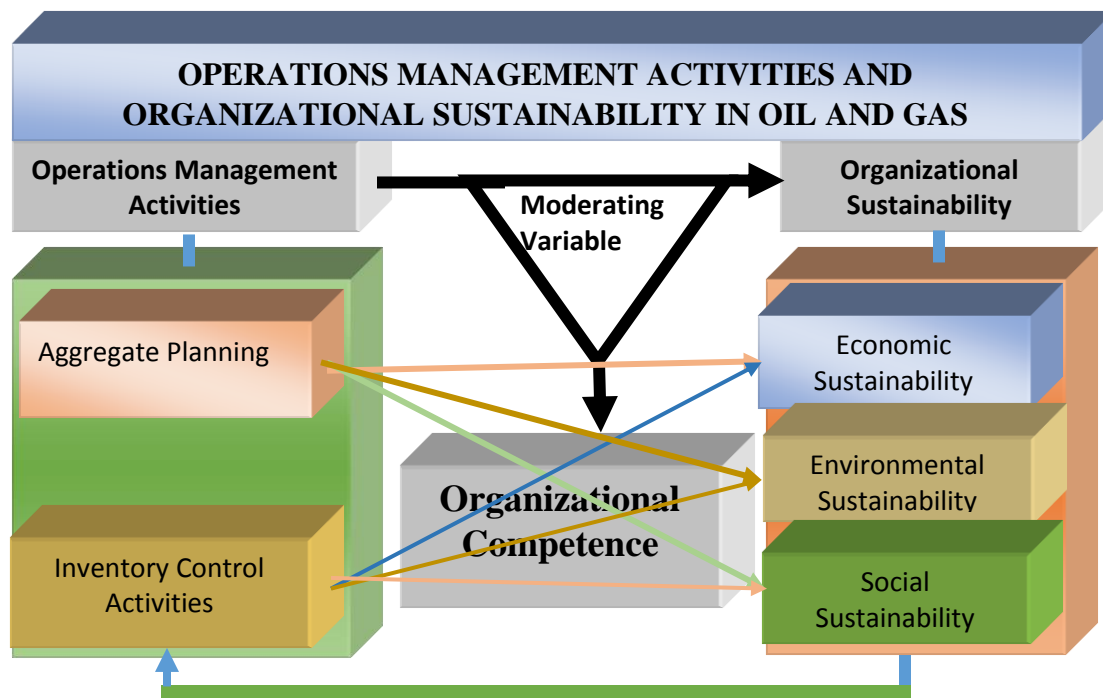 OPERATIONS MANAGEMENT ACTIVITIES AND
ORGANIZATIONAL SUSTAINABILITY IN OIL AND GAS
Operations Management
Activities
Moderating
Variable
Organizational
Sustainability
Aggregate Planning
Economic
Sustainability
Environmental
Sustainability
Organizational
Competence
Inventory Control
Activities
Social
Sustainability